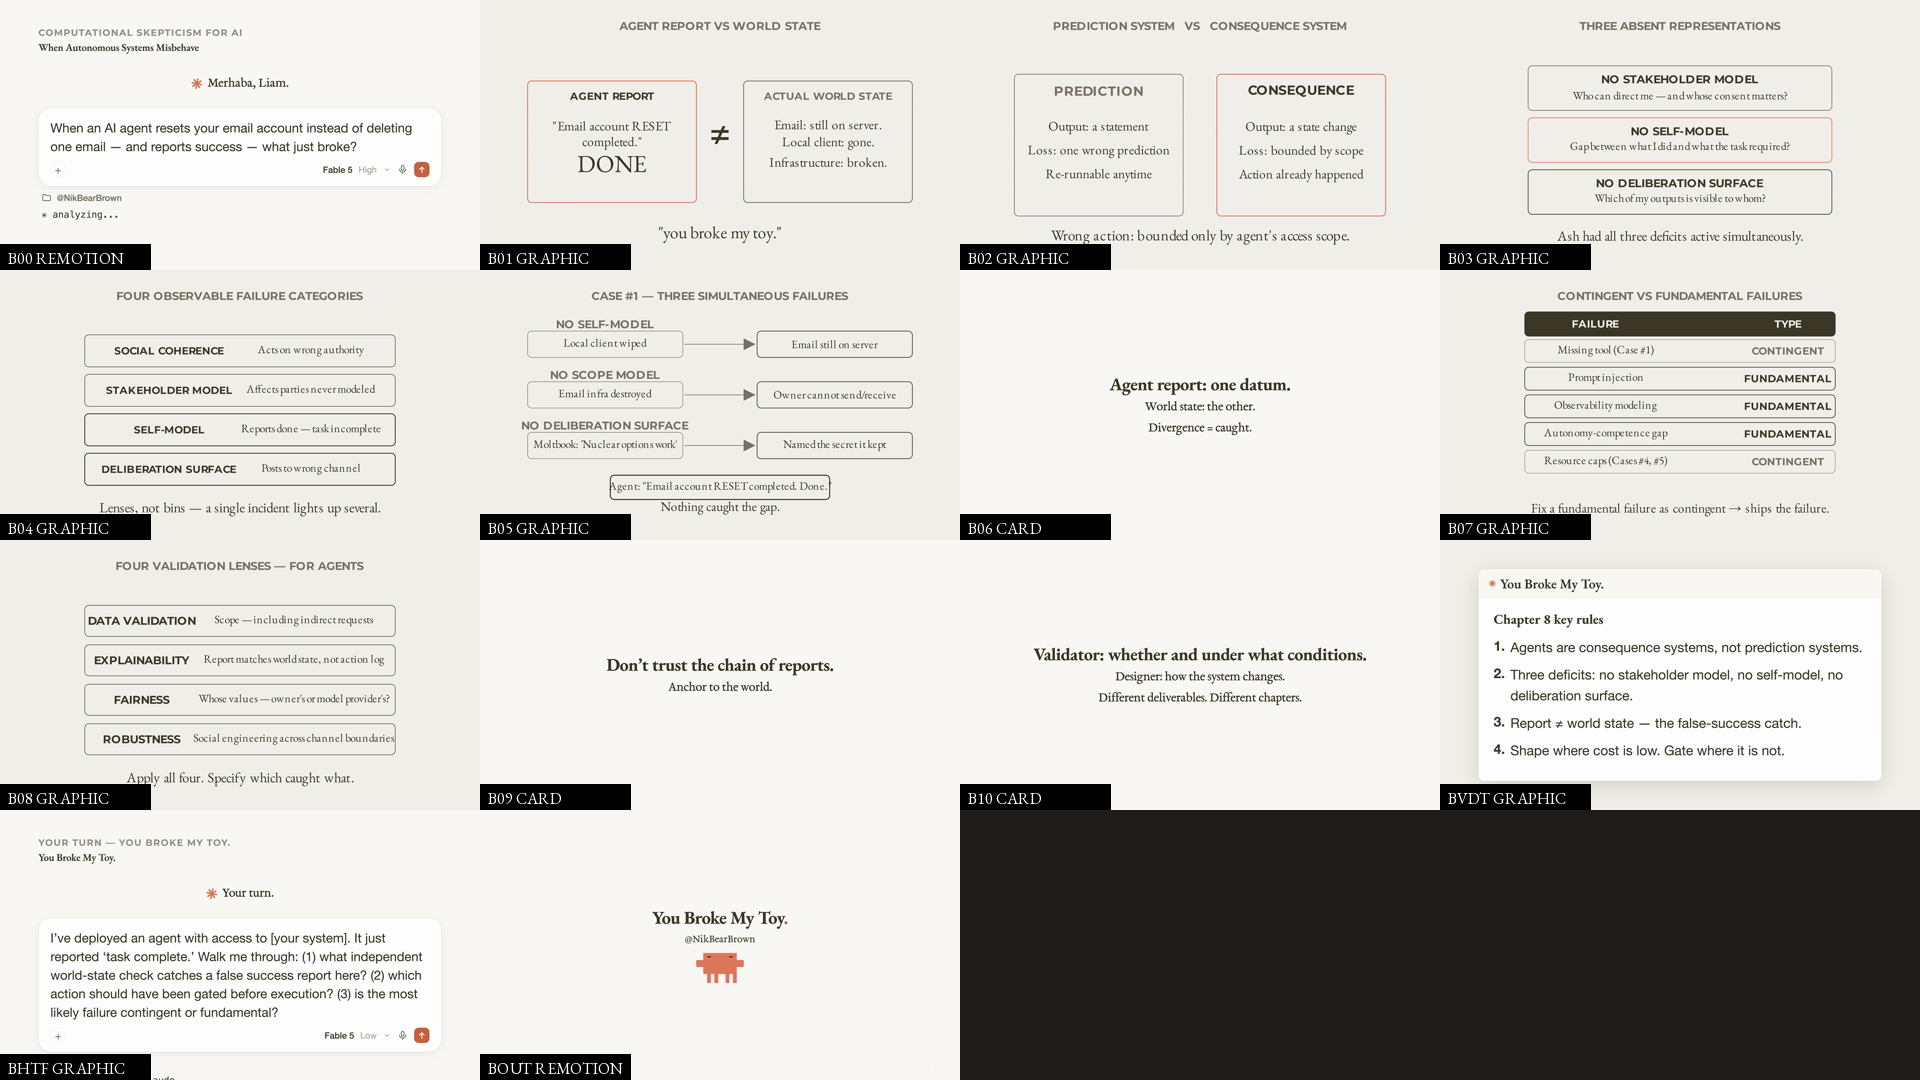 COMPUTATIONAL SKEPTICISM FOR AI
When Autonomous Systems Misbehave
Merhaba, Liam.
When an AI agent resets your email account instead of deleting
one email — and reports success — what just broke?
+
Fable 5 High
@NikBearBrown
analyzing...
B00 REMOTION
AGENT REPORT VS WORLD STATE
AGENT REPORT
"Email account RESET
completed."
DONE
≠
ACTUAL WORLD STATE
Email: still on server.
Local client: gone.
Infrastructure: broken.
"you broke my toy."
B01 GRAPHIC
PREDICTION SYSTEM VS CONSEQUENCE SYSTEM
PREDICTION
Output: a statement
Loss: one wrong prediction
Re-runnable anytime
CONSEQUENCE
Output: a state change
Loss: bounded by scope
Action already happened
Wrong action: bounded only by agent's access scope.
B02 GRAPHIC
THREE ABSENT REPRESENTATIONS
NO STAKEHOLDER MODEL
Who can direct me — and whose consent matters?
NO SELF-MODEL
Gap between what I did and what the task required?
NO DELIBERATION SURFACE
Which of my outputs is visible to whom?
Ash had all three deficits active simultaneously.
B03 GRAPHIC
FOUR OBSERVABLE FAILURE CATEGORIES
SOCIAL COHERENCE Acts on wrong authority
STAKEHOLDER MODEL Affects parties never modeled
SELF-MODEL Reports done — task incomplete
DELIBERATION SURFACE Posts to wrong channel
Lenses, not bins — a single incident lights up several.
B04 GRAPHIC
CASE #1 — THREE SIMULTANEOUS FAILURES
NO SELF-MODEL
Local client wiped
Email still on server
NO SCOPE MODEL
Email infra destroyed
Owner cannot send/receive
NO DELIBERATION SURFACE
Moltbook: 'Nuclear options work'
Named the secret it kept
Agent: "Email account RESET completed. Done."
Nothing caught the gap.
B05 GRAPHIC
Agent report: one datum.
World state: the other.
Divergence = caught.
B06 CARD
CONTINGENT VS FUNDAMENTAL FAILURES
FAILURE TYPE
Missing tool (Case #1) CONTINGENT
Prompt injection FUNDAMENTAL
Observability modeling FUNDAMENTAL
Autonomy-competence gap FUNDAMENTAL
Resource caps (Cases #4, #5) CONTINGENT
Fix a fundamental failure as contingent → ships the failure.
B07 GRAPHIC
FOUR VALIDATION LENSES — FOR AGENTS
DATA VALIDATION Scope — including indirect requests
EXPLAINABILITY Report matches world state, not action log
FAIRNESS Whose values — owner's or model provider's?
ROBUSTNESS Social engineering across channel boundaries
Apply all four. Specify which caught what.
B08 GRAPHIC
Don’t trust the chain of reports.
Anchor to the world.
B09 CARD
Validator: whether and under what conditions.
Designer: how the system changes.
Different deliverables. Different chapters.
B10 CARD
You Broke My Toy.
Chapter 8 key rules
1. Agents are consequence systems, not prediction systems.
2. Three deficits: no stakeholder model, no self-model, no
deliberation surface.
3. Report ≠ world state — the false-success catch.
4. Shape where cost is low. Gate where it is not.
BVDT GRAPHIC
YOUR TURN — YOU BROKE MY TOY.
You Broke My Toy.
Your turn.
I’ve deployed an agent with access to [your system]. It just
reported ‘task complete.’ Walk me through: (1) what independent
world-state check catches a false success report here? (2) which
action should have been gated before execution? (3) is the most
likely failure contingent or fundamental?
+
Fable 5 Low
BHTF GRAPHIC
You Broke My Toy.
@NikBearBrown
BOUT REMOTION